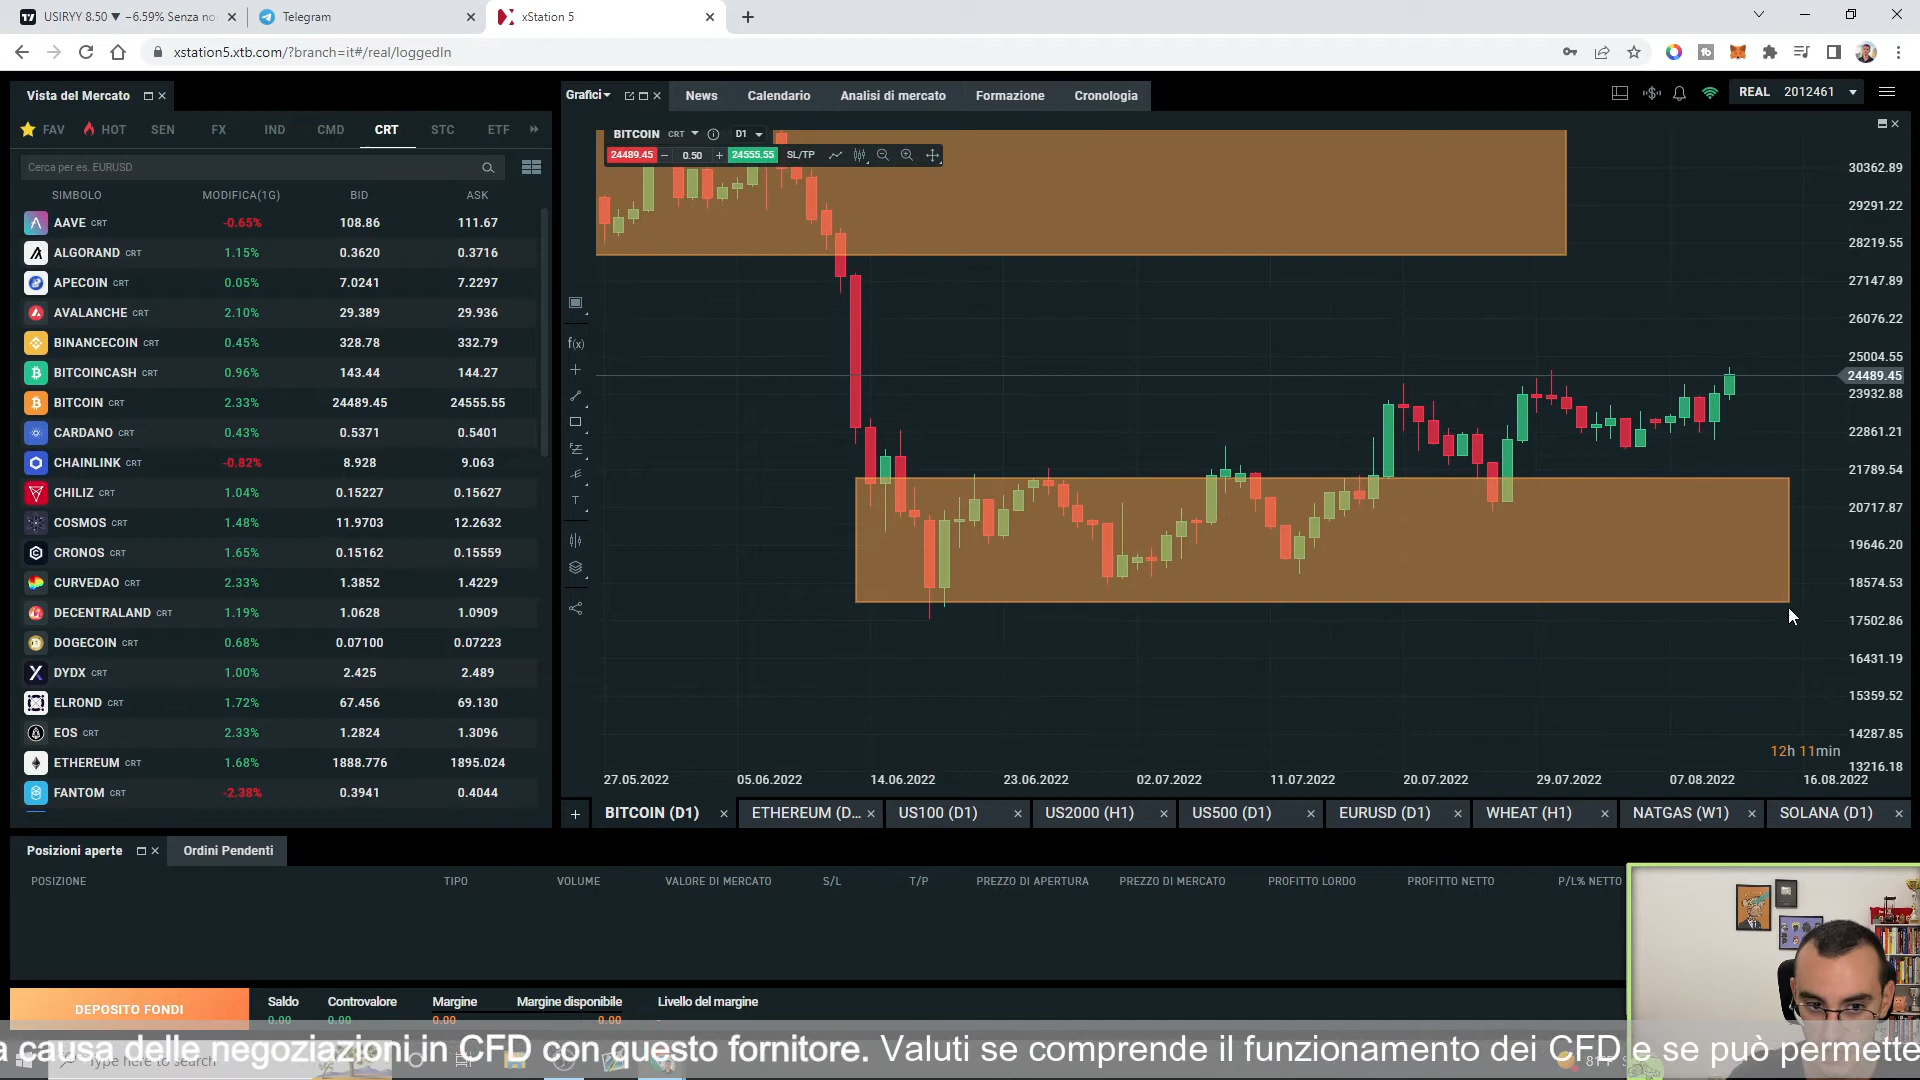 USIRYY 8.50 ▼ −6.59% Senza no
Telegram
xStation 5
xstation5.xtb.com/?branch=it#/real/loggedIn
Vista del Mercato
Grafici
News
Calendario
Analisi di mercato
Formazione
Cronologia
REAL 2012461
FAV HOT SEN FX IND CMD CRT STC ETF
Cerca per es. EURUSD
SIMBOLO MODIFICA(1G) BID ASK
AAVE CRT -0.65% 108.86 111.67
ALGORAND CRT 1.15% 0.3620 0.3716
APECOIN CRT 0.05% 7.0241 7.2297
AVALANCHE CRT 2.10% 29.389 29.936
BINANCECOIN CRT 0.45% 328.78 332.79
BITCOINCASH CRT 0.96% 143.44 144.27
BITCOIN CRT 2.33% 24489.45 24555.55
CARDANO CRT 0.43% 0.5371 0.5401
CHAINLINK CRT -0.82% 8.928 9.063
CHILIZ CRT 1.04% 0.15227 0.15627
COSMOS CRT 1.48% 11.9703 12.2632
CRONOS CRT 1.65% 0.15162 0.15559
CURVEDAO CRT 2.33% 1.3852 1.4229
DECENTRALAND CRT 1.19% 1.0628 1.0909
DOGECOIN CRT 0.68% 0.07100 0.07223
DYDX CRT 1.00% 2.425 2.489
ELROND CRT 1.72% 67.456 69.130
EOS CRT 2.33% 1.2824 1.3096
ETHEREUM CRT 1.68% 1888.776 1895.024
FANTOM CRT -2.38% 0.3941 0.4044
BITCOIN CRT D1
24489.45 − 0.50 + 24555.55 SL/TP
f(x)
T
30362.89
29291.22
28219.55
27147.89
26076.22
25004.55
24489.45
23932.88
22861.21
21789.54
20717.87
19646.20
18574.53
17502.86
16431.19
15359.52
14287.85
13216.18
12h 11min
27.05.2022 05.06.2022 14.06.2022 23.06.2022 02.07.2022 11.07.2022 20.07.2022 29.07.2022 07.08.2022 16.08.2022
BITCOIN (D1) ETHEREUM (D... US100 (D1) US2000 (H1) US500 (D1) EURUSD (D1) WHEAT (H1) NATGAS (W1) SOLANA (D1)
Posizioni aperte
Ordini Pendenti
POSIZIONE TIPO VOLUME VALORE DI MERCATO S/L T/P PREZZO DI APERTURA PREZZO DI MERCATO PROFITTO LORDO PROFITTO NETTO P/L% NETTO
DEPOSITO FONDI
Saldo Controvalore Margine Margine disponibile Livello del margine
0.00 0.00 0.00 0.00
a causa delle negoziazioni in CFD con questo fornitore. Valuti se comprende il funzionamento dei CFD e se può permette
Type here to search
81°F